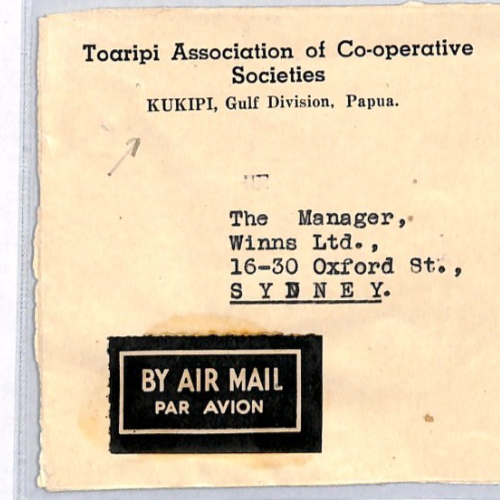 Toaripi Association of Co-operative
Societies
KUKIPI, Gulf Division, Papua.
The Manager,
Winns Ltd.,
16-30 Oxford St.,
SYDNEY.
BY AIR MAIL
PAR AVION